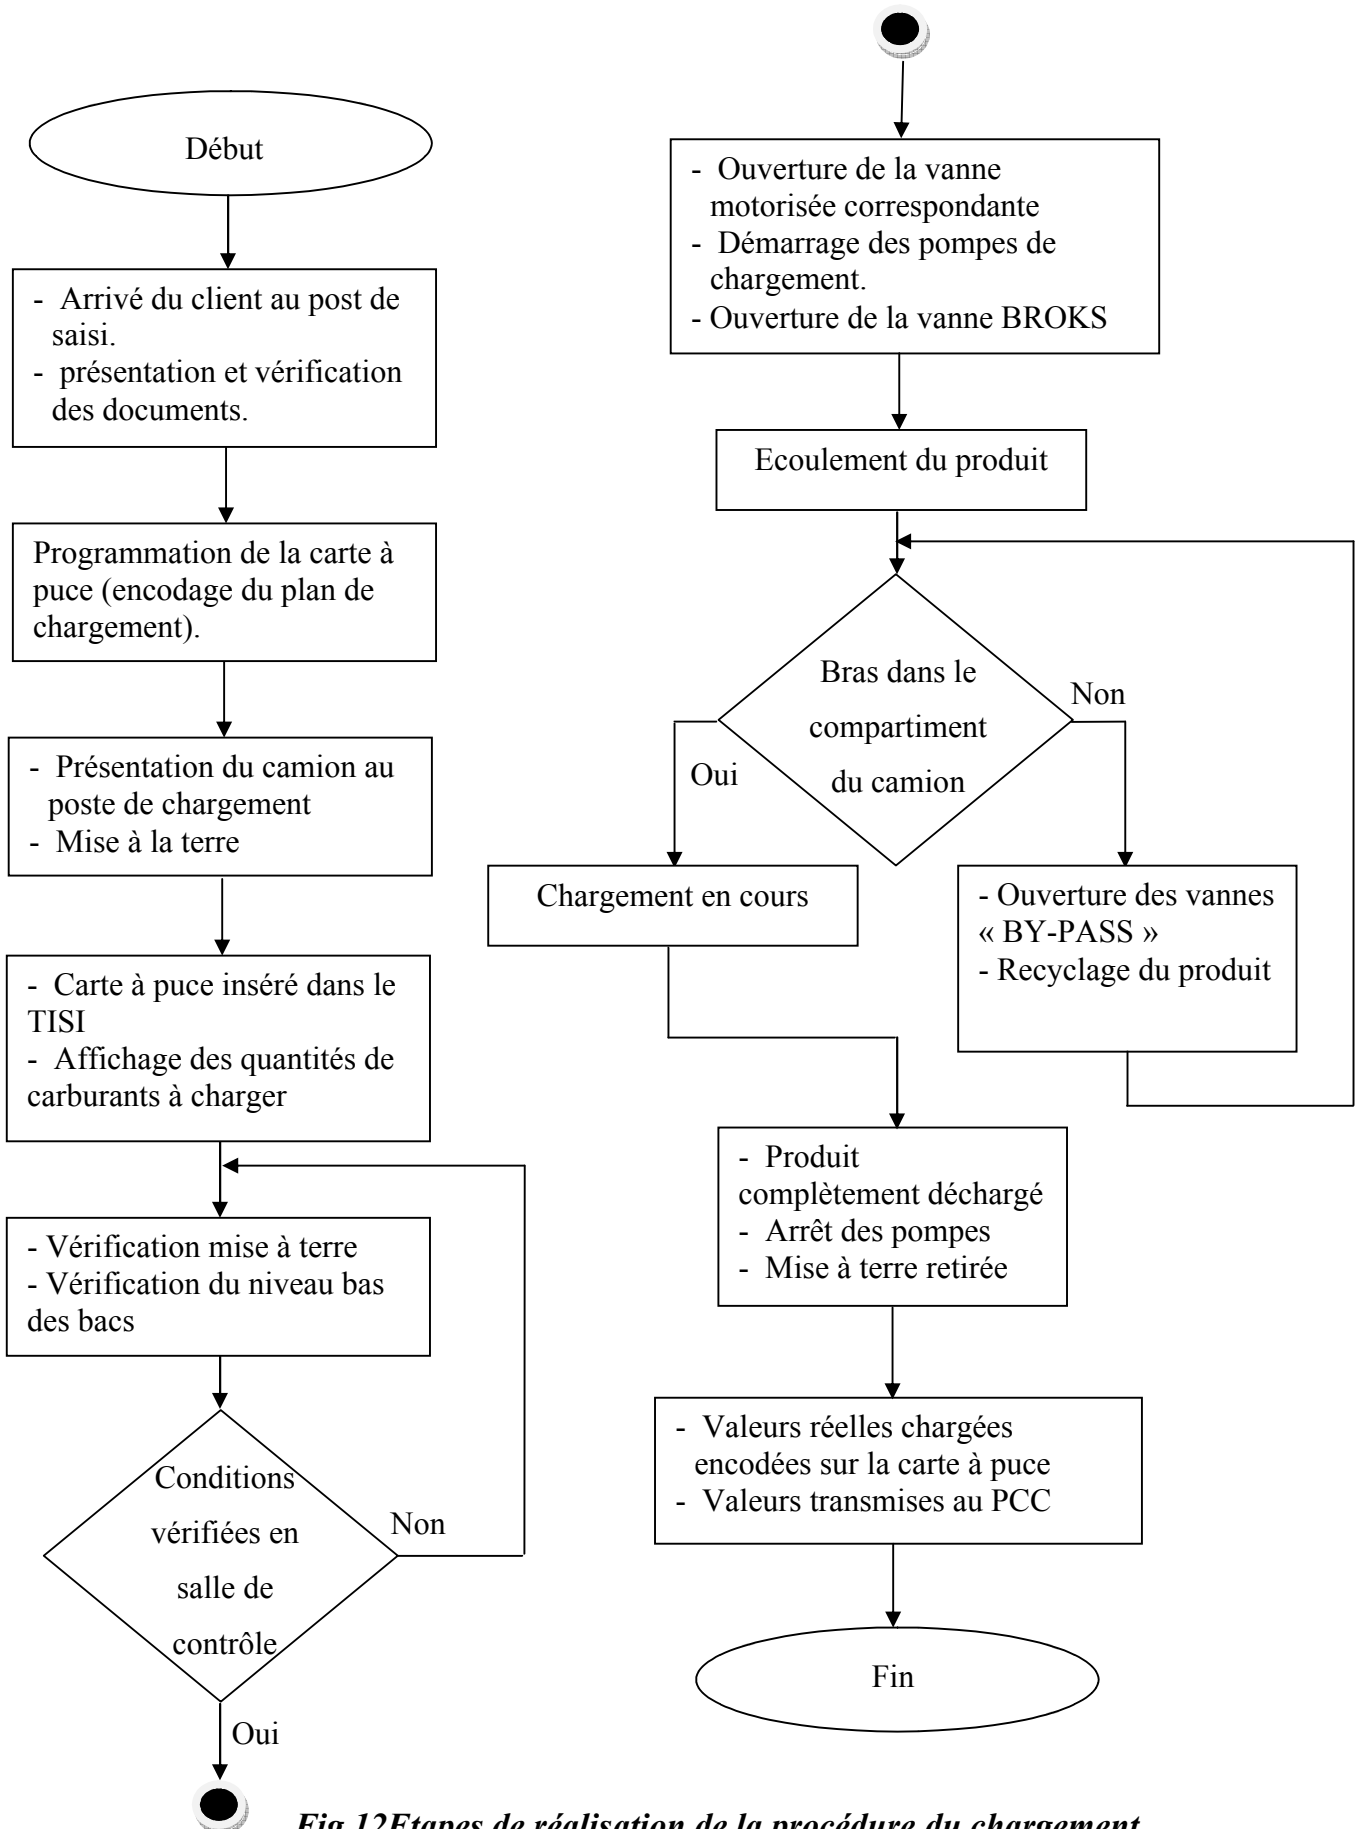 Début
- Arrivé du client au post de
saisi.
- présentation et vérification
des documents.
Programmation de la carte à
puce (encodage du plan de
chargement).
- Présentation du camion au
poste de chargement
- Mise à la terre
- Carte à puce inséré dans le
TISI
- Affichage des quantités de
carburants à charger
- Vérification mise à terre
- Vérification du niveau bas
des bacs
Conditions
vérifiées en
salle de
contrôle
Non
Oui
- Ouverture de la vanne
motorisée correspondante
- Démarrage des pompes de
chargement.
- Ouverture de la vanne BROKS
Ecoulement du produit
Bras dans le
compartiment
du camion
Non
Oui
Chargement en cours
- Ouverture des vannes
« BY-PASS »
- Recyclage du produit
- Produit
complètement déchargé
- Arrêt des pompes
- Mise à terre retirée
- Valeurs réelles chargées
encodées sur la carte à puce
- Valeurs transmises au PCC
Fin
Fig 12Etapes de réalisation de la procédure du chargement